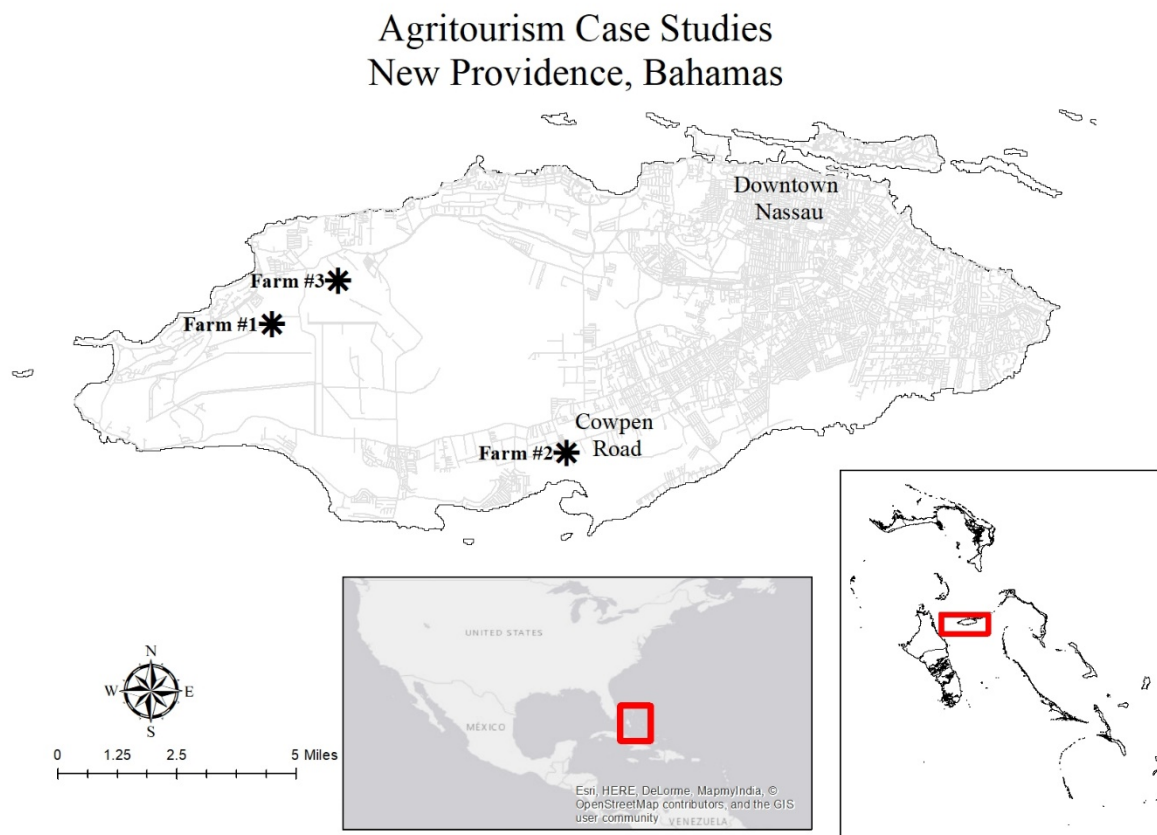 Agritourism Case Studies
New Providence, Bahamas
Downtown
Nassau
Farm #3
Farm #1
Cowpen
Road
Farm #2
N
W E
S
0 1.25 2.5 5 Miles
UNITED STATES
MÉXICO
Esri, HERE, DeLorme, MapmyIndia, ©
OpenStreetMap contributors, and the GIS
user community
VENEZUELA